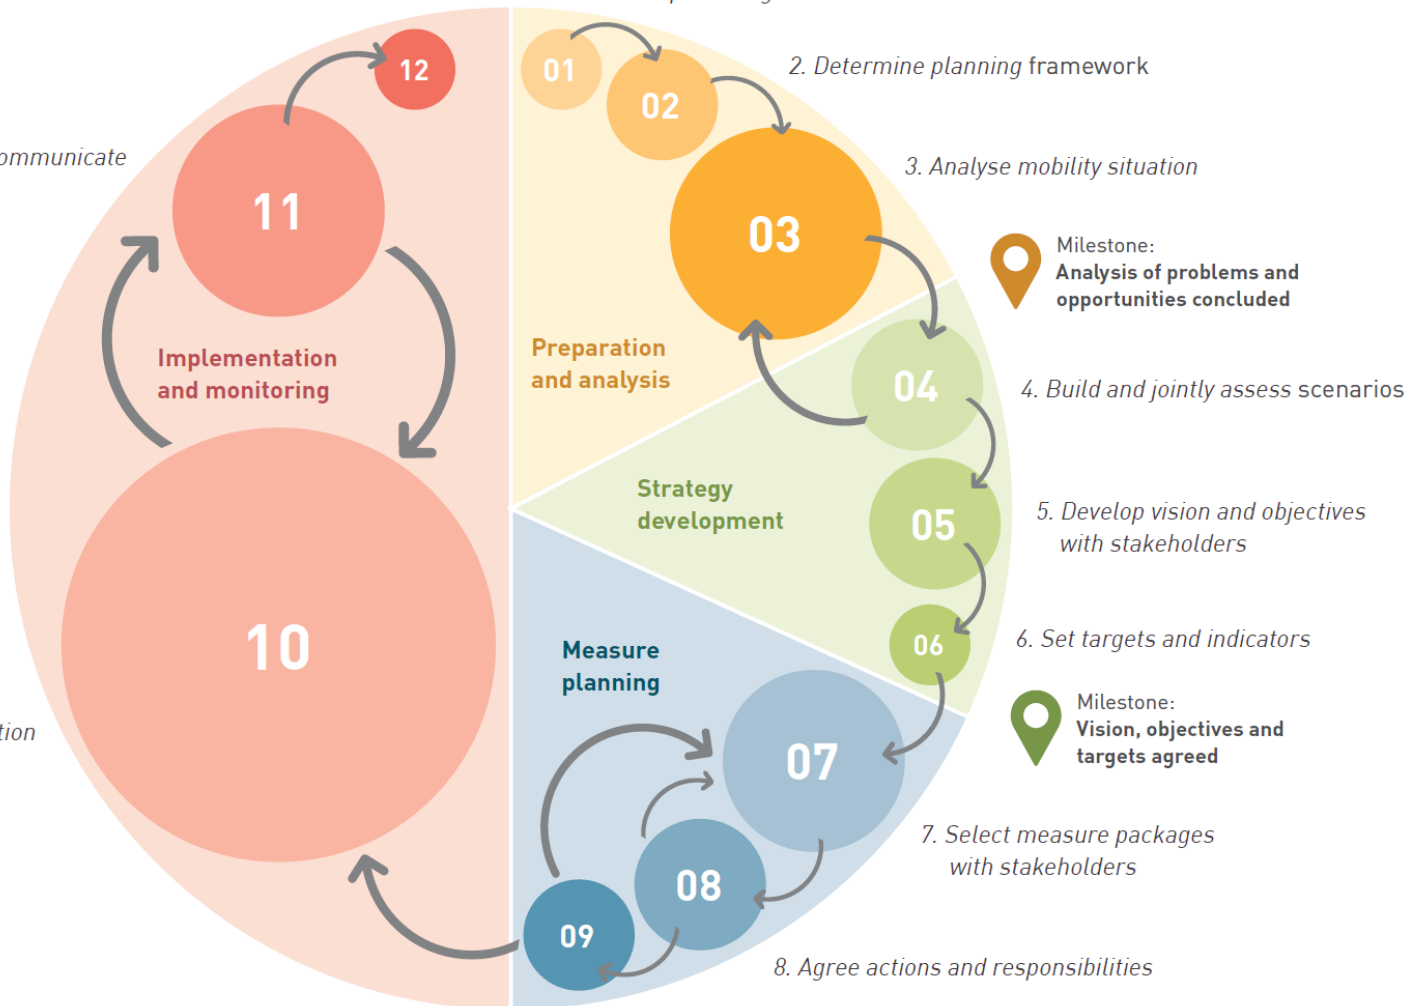 12
01
2. Determine planning framework
02
ommunicate
3. Analyse mobility situation
11
03
Milestone:
Analysis of problems and
opportunities concluded
Implementation
and monitoring
Preparation
and analysis
04
4. Build and jointly assess scenarios
Strategy
development
05
5. Develop vision and objectives
with stakeholders
10
06
6. Set targets and indicators
Measure
planning
Milestone:
Vision, objectives and
targets agreed
tion
07
7. Select measure packages
with stakeholders
08
09
8. Agree actions and responsibilities